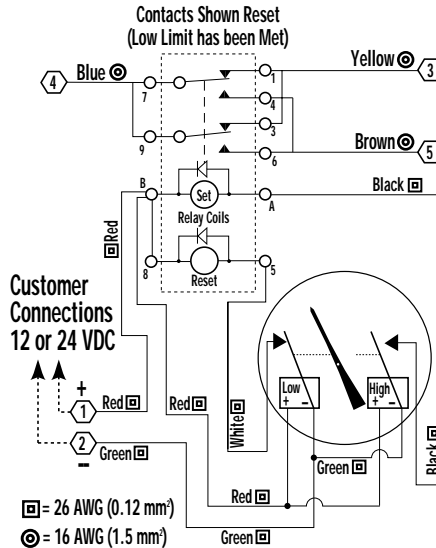 Contacts Shown Reset
(Low Limit has been Met)
Yellow
3
4
Blue
7
1
4
3
9
6
Brown
5
B
Set
A
Relay Coils
Black
Red
8
5
Reset
Customer
Connections
12 or 24 VDC
Low
+ -
High
+ -
+
1
Red
Red
White
2
-
Green
Green
Black
Red
= 26 AWG (0.12 mm²)
= 16 AWG (1.5 mm²)
Green